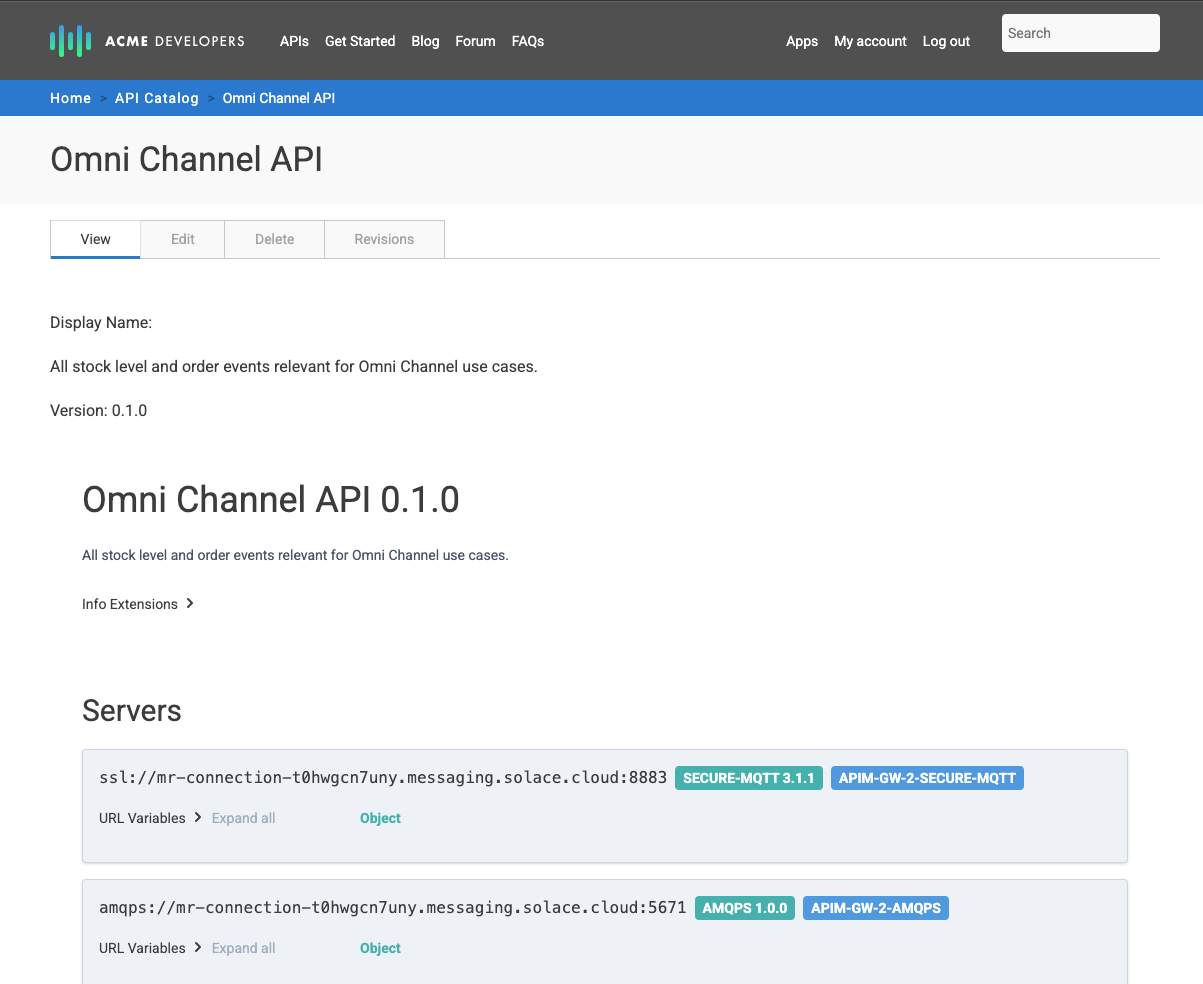 ACME DEVELOPERS APIs Get Started Blog Forum FAQs Apps My account Log out Search
Home > API Catalog > Omni Channel API
Omni Channel API
View Edit Delete Revisions
Display Name:
All stock level and order events relevant for Omni Channel use cases.
Version: 0.1.0
Omni Channel API 0.1.0
All stock level and order events relevant for Omni Channel use cases.
Info Extensions >
Servers
ssl://mr-connection-t0hwgcn7uny.messaging.solace.cloud:8883 SECURE-MQTT 3.1.1 APIM-GW-2-SECURE-MQTT
URL Variables > Expand all Object
amqps://mr-connection-t0hwgcn7uny.messaging.solace.cloud:5671 AMQPS 1.0.0 APIM-GW-2-AMQPS
URL Variables > Expand all Object